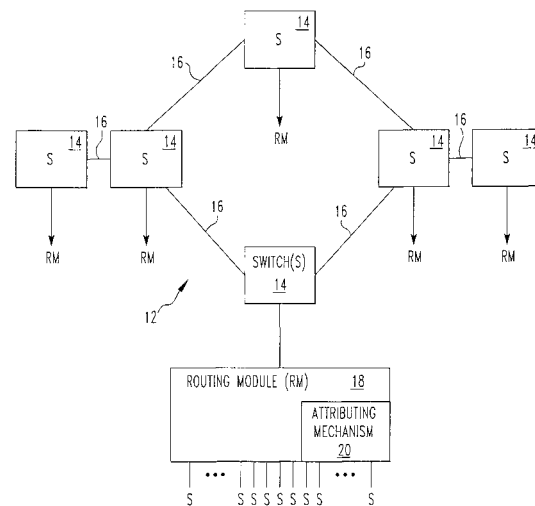 14
S
16
16
RM
14
S
16
14
S
14
S
16
14
S
RM
RM
16
16
RM
RM
SWITCH(S)
14
12
ROUTING MODULE (RM) 18
ATTRIBUTING
MECHANISM
20
S ••• S S S S S S ••• S